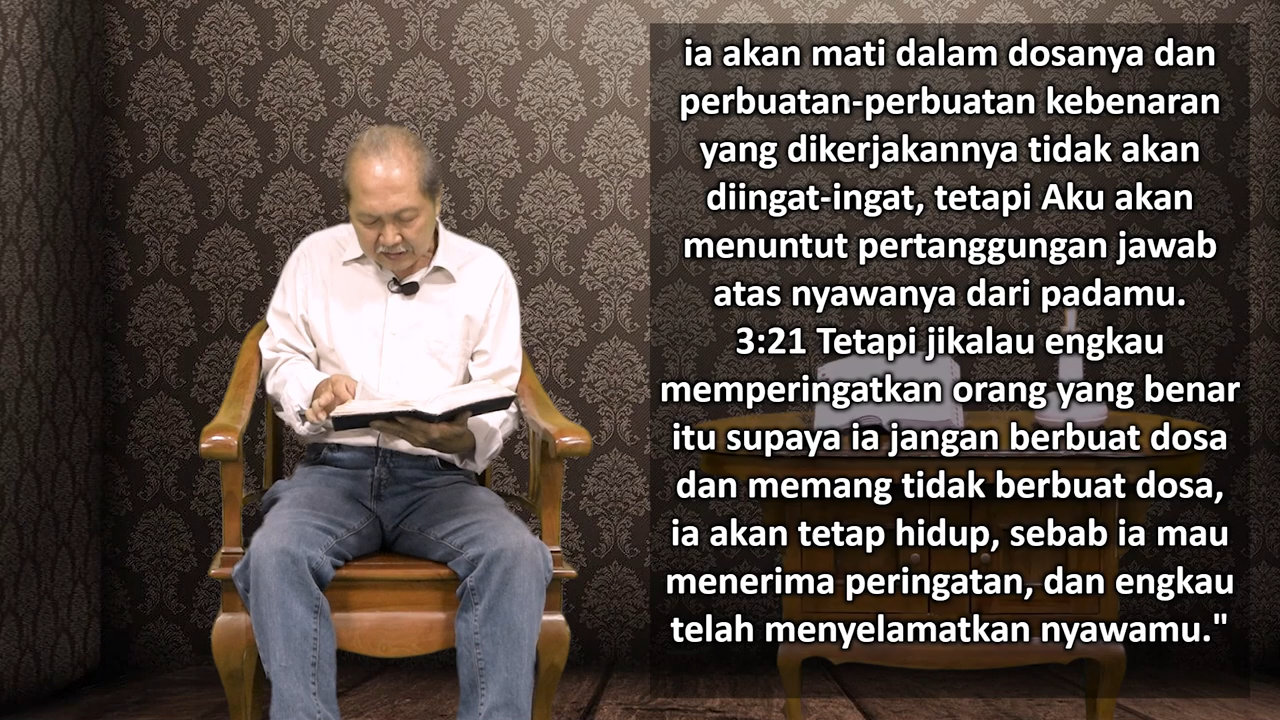 ia akan mati dalam dosanya dan
perbuatan-perbuatan kebenaran
yang dikerjakannya tidak akan
diingat-ingat, tetapi Aku akan
menuntut pertanggungan jawab
atas nyawanya dari padamu.
3:21 Tetapi jikalau engkau
memperingatkan orang yang benar
itu supaya ia jangan berbuat dosa
dan memang tidak berbuat dosa,
ia akan tetap hidup, sebab ia mau
menerima peringatan, dan engkau
telah menyelamatkan nyawamu."